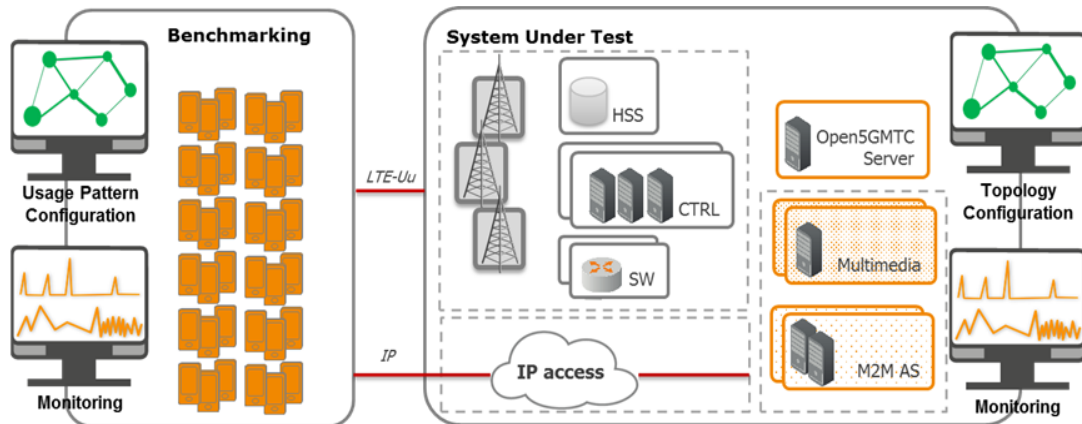 Benchmarking
Usage Pattern
Configuration
Monitoring
LTE-Uu
IP
System Under Test
HSS
CTRL
SW
IP access
Open5GMTC
Server
Multimedia
M2M AS
Topology
Configuration
Monitoring